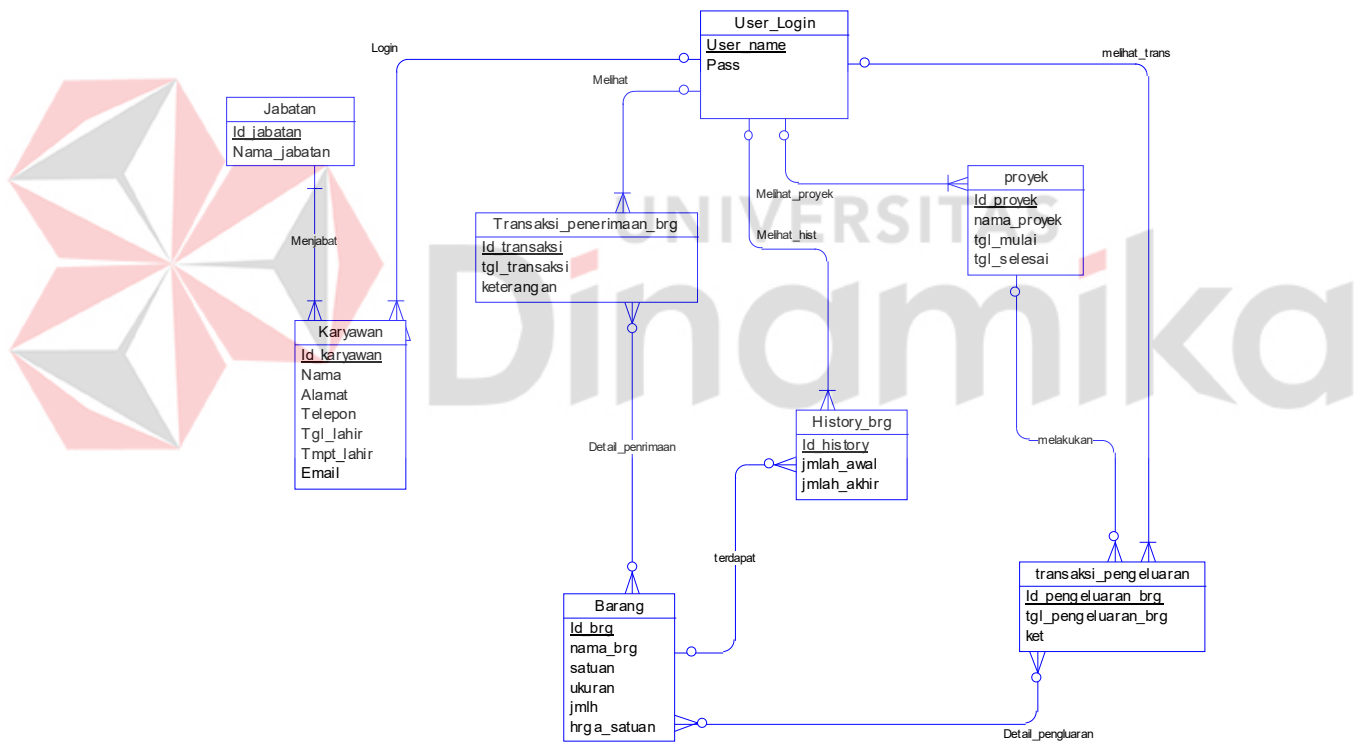 User_Login
User_name
Pass
Login
melihat_trans
Melihat
Jabatan
Id_jabatan
Nama_jabatan
proyek
Id_proyek
nama_proyek
tgl_mulai
tgl_selesai
Melihat_proyek
UNIVERSITAS
Dinamika
Transaksi_penerimaan_brg
Id_transaksi
tgl_transaksi
keterangan
Melihat_hist
Menjabat
Karyawan
Id_karyawan
Nama
Alamat
Telepon
Tgl_lahir
Tmpt_lahir
Email
History_brg
Id_history
jmlah_awal
jmlah_akhir
melakukan
Detail_penrimaan
terdapat
transaksi_pengeluaran
Id_pengeluaran_brg
tgl_pengeluaran_brg
ket
Barang
Id_brg
nama_brg
satuan
ukuran
jmlh
hrga_satuan
Detail_pengluaran